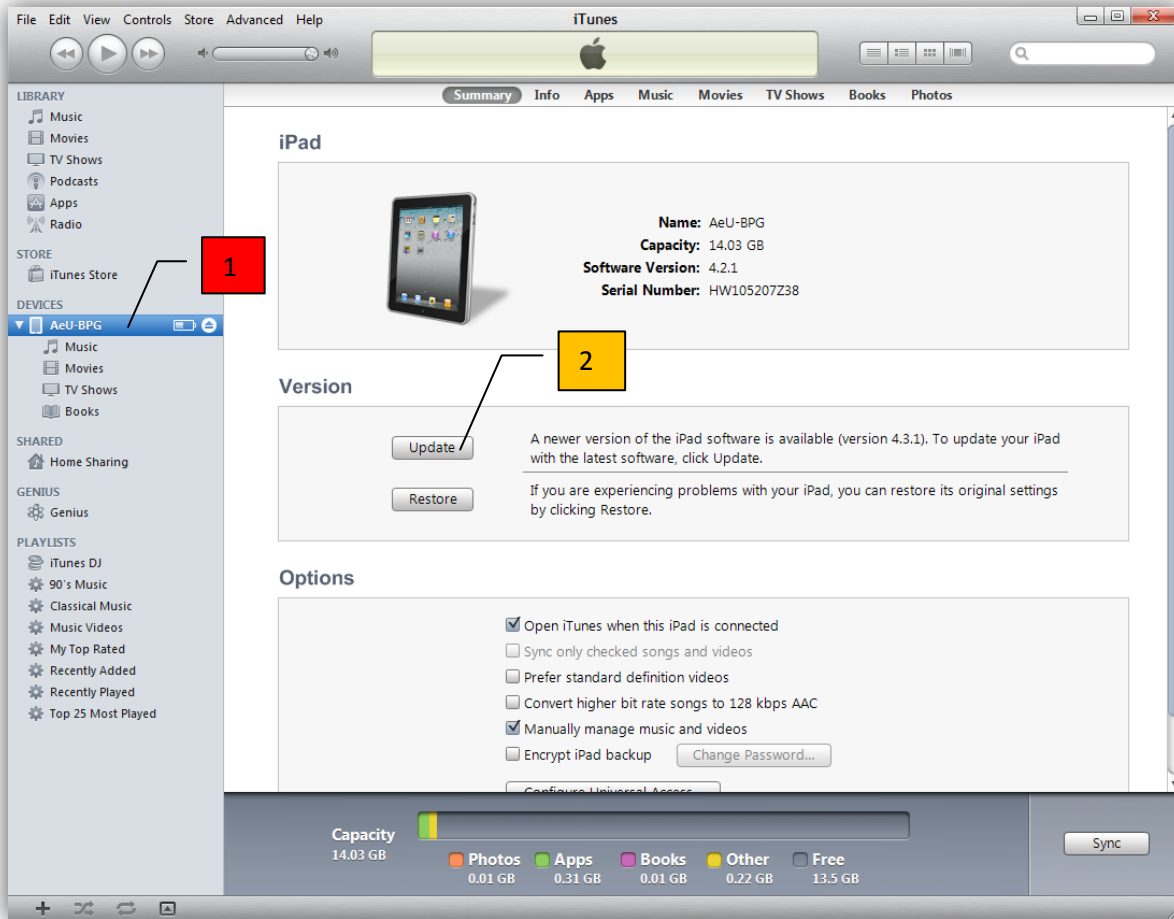 File Edit View Controls Store Advanced Help
iTunes
LIBRARY
Music
Movies
TV Shows
Podcasts
Apps
Radio
STORE
iTunes Store
DEVICES
AeU-BPG
Music
Movies
TV Shows
Books
SHARED
Home Sharing
GENIUS
Genius
PLAYLISTS
iTunes DJ
90's Music
Classical Music
Music Videos
My Top Rated
Recently Added
Recently Played
Top 25 Most Played
1
Summary Info Apps Music Movies TV Shows Books Photos
iPad
Name: AeU-BPG
Capacity: 14.03 GB
Software Version: 4.2.1
Serial Number: HW105207Z38
2
Version
Update
A newer version of the iPad software is available (version 4.3.1). To update your iPad
with the latest software, click Update.
Restore
If you are experiencing problems with your iPad, you can restore its original settings
by clicking Restore.
Options
Open iTunes when this iPad is connected
Sync only checked songs and videos
Prefer standard definition videos
Convert higher bit rate songs to 128 kbps AAC
Manually manage music and videos
Encrypt iPad backup Change Password...
Configure Universal Access...
Capacity
14.03 GB
Photos Apps Books Other Free
0.01 GB 0.31 GB 0.01 GB 0.22 GB 13.5 GB
Sync